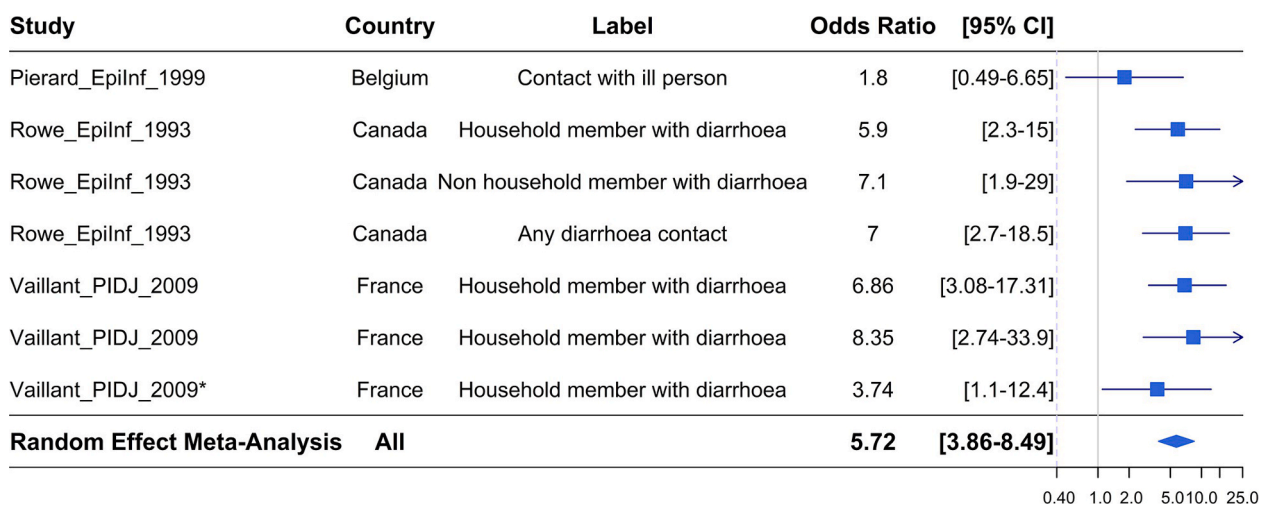 Study Country Label Odds Ratio [95% CI]
Pierard_EpiInf_1999 Belgium Contact with ill person 1.8 [0.49-6.65]
Rowe_EpiInf_1993 Canada Household member with diarrhoea 5.9 [2.3-15]
Rowe_EpiInf_1993 Canada Non household member with diarrhoea 7.1 [1.9-29]
Rowe_EpiInf_1993 Canada Any diarrhoea contact 7 [2.7-18.5]
Vaillant_PIDJ_2009 France Household member with diarrhoea 6.86 [3.08-17.31]
Vaillant_PIDJ_2009 France Household member with diarrhoea 8.35 [2.74-33.9]
Vaillant_PIDJ_2009* France Household member with diarrhoea 3.74 [1.1-12.4]
Random Effect Meta-Analysis All 5.72 [3.86-8.49]
0.40 1.0 2.0 5.0 10.0 25.0